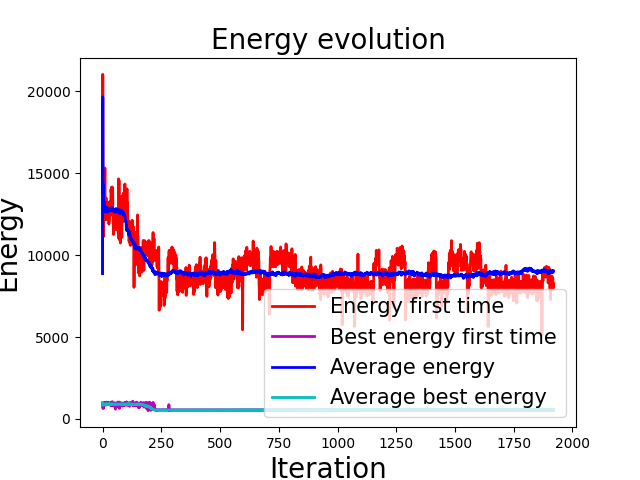 Energy evolution
Energy
20000
15000
10000
5000
0
Energy first time
Best energy first time
Average energy
Average best energy
0 250 500 750 1000 1250 1500 1750 2000
Iteration